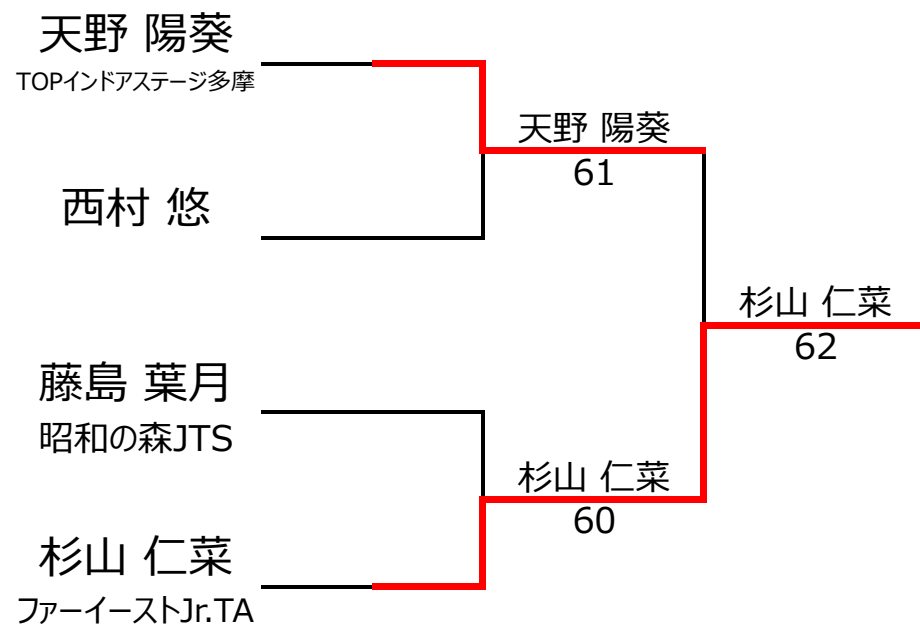 天野 陽葵
TOPインドアステージ多摩
西村 悠
藤島 葉月
昭和の森JTS
杉山 仁菜
ファーイーストJr.TA
天野 陽葵
61
杉山 仁菜
60
杉山 仁菜
62